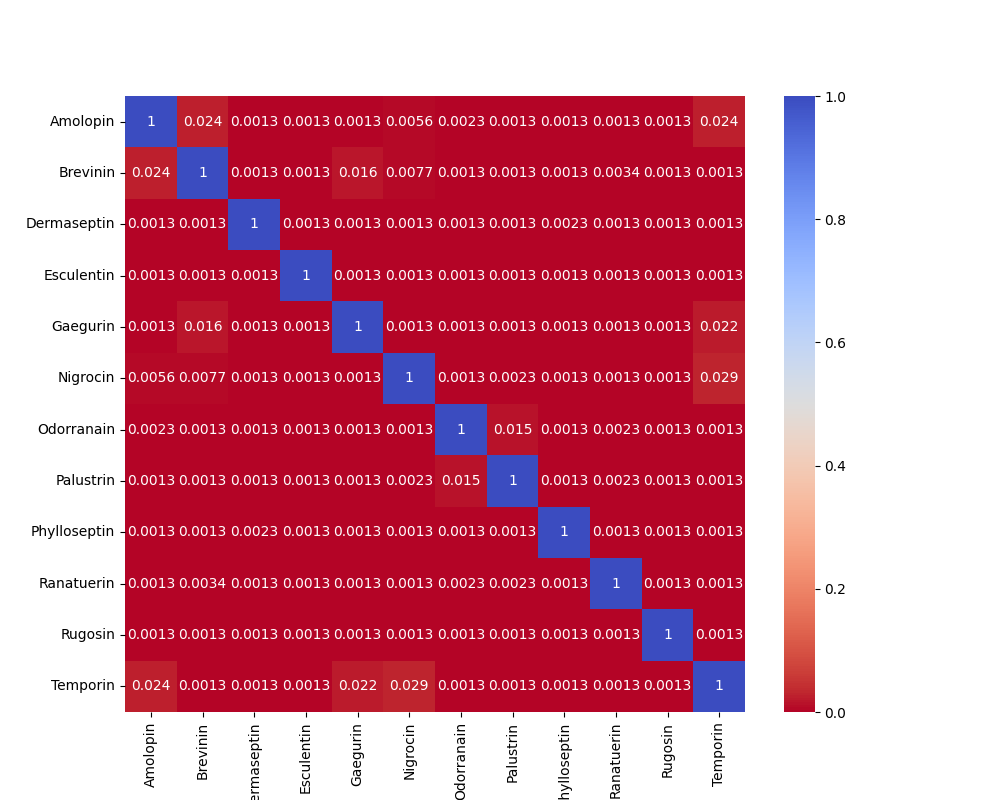 Amolopin 1 0.024 0.0013 0.0013 0.0013 0.0056 0.0023 0.0013 0.0013 0.0013 0.0013 0.024
Brevinin 0.024 1 0.0013 0.0013 0.016 0.0077 0.0013 0.0013 0.0013 0.0034 0.0013 0.0013
Dermaseptin 0.0013 0.0013 1 0.0013 0.0013 0.0013 0.0013 0.0013 0.0023 0.0013 0.0013 0.0013
Esculentin 0.0013 0.0013 0.0013 1 0.0013 0.0013 0.0013 0.0013 0.0013 0.0013 0.0013 0.0013
Gaegurin 0.0013 0.016 0.0013 0.0013 1 0.0013 0.0013 0.0013 0.0013 0.0013 0.0013 0.022
Nigrocin 0.0056 0.0077 0.0013 0.0013 0.0013 1 0.0013 0.0023 0.0013 0.0013 0.0013 0.029
Odorranain 0.0023 0.0013 0.0013 0.0013 0.0013 0.0013 1 0.015 0.0013 0.0023 0.0013 0.0013
Palustrin 0.0013 0.0013 0.0013 0.0013 0.0013 0.0023 0.015 1 0.0013 0.0023 0.0013 0.0013
Phylloseptin 0.0013 0.0013 0.0023 0.0013 0.0013 0.0013 0.0013 0.0013 1 0.0013 0.0013 0.0013
Ranatuerin 0.0013 0.0034 0.0013 0.0013 0.0013 0.0013 0.0023 0.0023 0.0013 1 0.0013 0.0013
Rugosin 0.0013 0.0013 0.0013 0.0013 0.0013 0.0013 0.0013 0.0013 0.0013 0.0013 1 0.0013
Temporin 0.024 0.0013 0.0013 0.0013 0.022 0.029 0.0013 0.0013 0.0013 0.0013 0.0013 1
Amolopin
Brevinin
ermaseptin
Esculentin
Gaegurin
Nigrocin
Odorranain
Palustrin
hylloseptin
Ranatuerin
Rugosin
Temporin
1.0
0.8
0.6
0.4
0.2
0.0